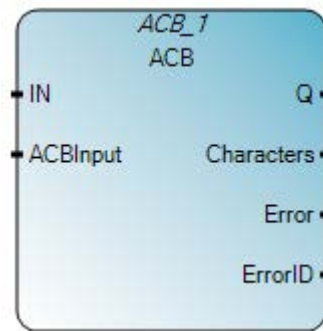 ACB_1
ACB
IN Q
ACBInput Characters
Error
ErrorID